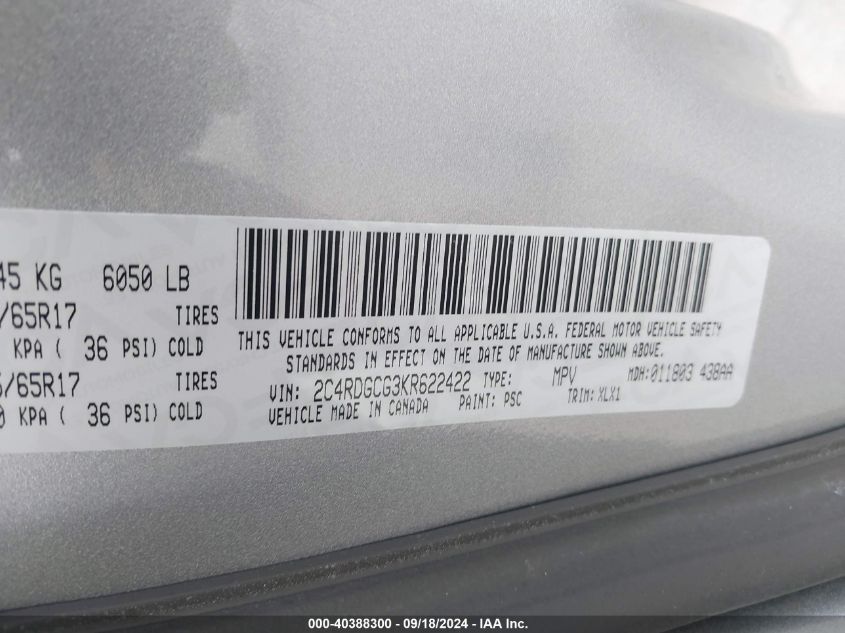 45 KG 6050 LB
/65R17 TIRES
KPA ( 36 PSI) COLD
/65R17 TIRES
0 KPA ( 36 PSI) COLD
THIS VEHICLE CONFORMS TO ALL APPLICABLE U.S.A. FEDERAL MOTOR VEHICLE SAFETY
STANDARDS IN EFFECT ON THE DATE OF MANUFACTURE SHOWN ABOVE.
VIN: 2C4RDGCG3KR622422 TYPE: MPV MDH:011803 438AA
VEHICLE MADE IN CANADA PAINT: PSC TRIM: XLX1
000-40388300 - 09/18/2024 - IAA Inc.